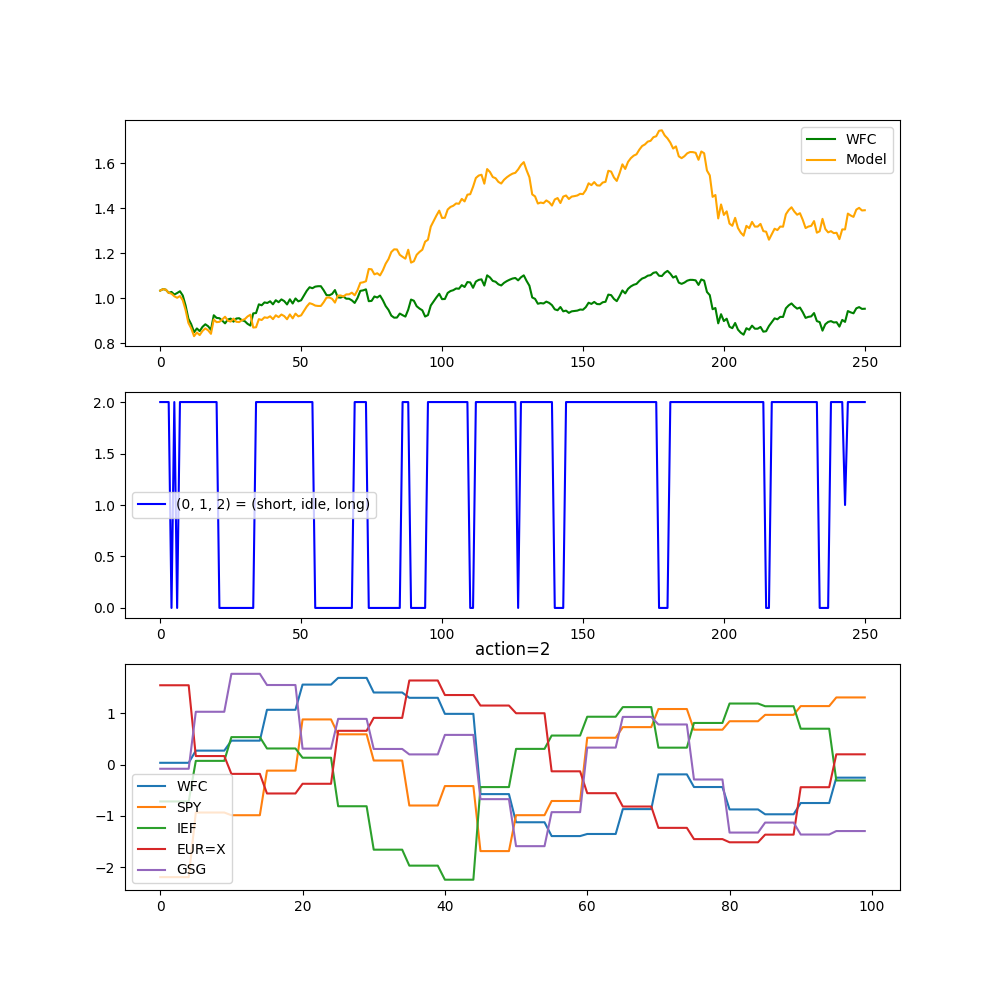 WFC
Model
1.6
1.4
1.2
1.0
0.8
0 50 100 150 200 250
2.0
1.5
1.0
0.5
0.0
(0, 1, 2) = (short, idle, long)
0 50 100 150 200 250
action=2
1
0
−1
−2
WFC
SPY
IEF
EUR=X
GSG
0 20 40 60 80 100